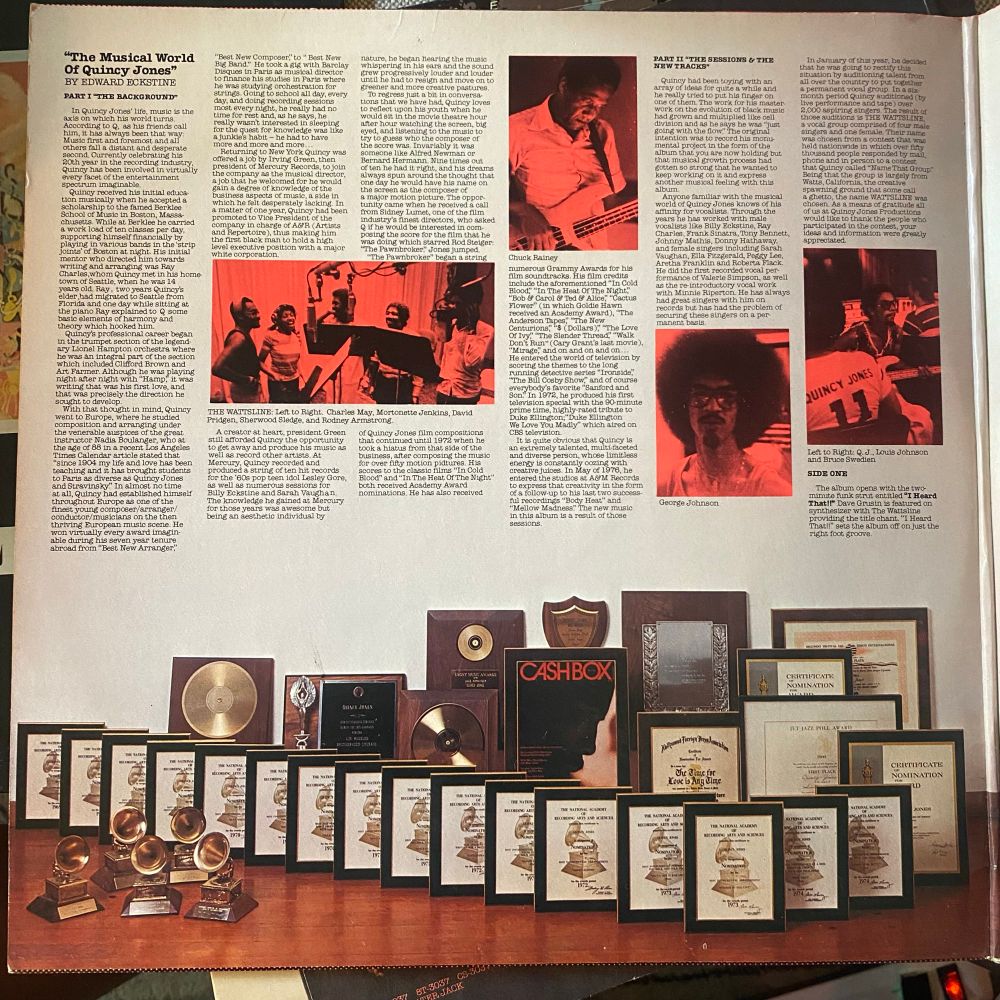 "The Musical World
Of Quincy Jones"
BY EDWARD ECKSTINE
PART I "THE BACKGROUND"
In Quincy Jones' life, music is the
axis on which his world turns.
According to Q, as his friends call
him, it has always been that way.
Music first and foremost and all
others fall a distant and desperate
second. Currently celebrating his
20th year in the recording industry,
Quincy has been involved in virtually
every facet of the entertainment
spectrum imaginable.
Quincy received his initial educa-
tion musically when he accepted a
scholarship to the famed Berklee
School of Music in Boston, Massa-
chusetts. While at Berklee he carried
a work load of ten classes per day,
supporting himself financially by
playing in various bands in the 'strip
joints' of Boston at night. His initial
mentor who directed him towards
writing and arranging was Ray
Charles, whom Quincy met in his home
town of Seattle, when he was 14
years old. Ray, two years Quincy's
elder, had migrated to Seattle from
Florida and one day while sitting at
the piano Ray explained to Q some
basic elements of harmony and
theory which hooked him.
Quincy's professional career began
in the trumpet section of the legend-
ary Lionel Hampton orchestra where
he was an integral part of the section
which included Clifford Brown and
Art Farmer. Although he was playing
night after night with "Hamp," it was
writing that was his first love, and
that was precisely the direction he
sought to develop.
With that thought in mind, Quincy
went to Europe, where he studied
composition and arranging under
the venerable auspices of the great
instructor Nadia Boulanger, who at
the age of 88 in a recent Los Angeles
Times Calendar article stated that
"since 1904 my life and love has been
teaching and it has brought students
to Paris as diverse as Quincy Jones
and Stravinsky." In almost no time
at all, Quincy had established himself
throughout Europe as one of the
finest young composer/arranger/
conductor/musicians on the then
thriving European music scene. He
won virtually every award imagin-
able during his seven year tenure
abroad from "Best New Arranger,"
"Best New Composer," to "Best New
Big Band." He took a gig with Barclay
Disques in Paris as musical director
to finance his studies in Paris where
he was studying orchestration for
strings. Going to school all day, every
day, and doing recording sessions
most every night, he really had no
time for rest and, as he says, he
really wasn't interested in sleeping
for the quest for knowledge was like
a junkie's habit – he had to have
more and more and more...
Returning to New York Quincy was
offered a job by Irving Green, then
president of Mercury Records, to join
the company as the musical director,
a job that he welcomed for he would
gain a degree of knowledge of the
business aspects of music, a side in
which he felt desperately lacking. In
a matter of one year, Quincy had been
promoted to Vice President of the
company in charge of A&R (Artists
and Repertoire), thus making him
the first black man to hold a high
level executive position with a major
white corporation.
nature, he began hearing the music
whispering in his ears and the sound
grew progressively louder and louder
until he had to resign and move on to
greener and more creative pastures.
To regress just a bit in conversa-
tions that we have had, Quincy loves
to reflect upon his youth when he
would sit in the movie theatre hour
after hour watching the screen, big
eyed, and listening to the music to
try to guess who the composer of
the score was. Invariably it was
someone like Alfred Newman or
Bernard Hermann. Nine times out
of ten he had it right, and his dreams
always spun around the thought that
one day he would have his name on
the screen as the composer of
a major motion picture. The oppor-
tunity came when he received a call
from Sidney Lumet, one of the film
industry's finest directors, who asked
Q if he would be interested in com-
posing the score for the film that he
was doing which starred Rod Steiger:
"The Pawnbroker." Jones jumped.
"The Pawnbroker" began a string
THE WATTSLINE: Left to Right. Charles May, Mortonette Jenkins, David
Pridgen, Sherwood Sledge, and Rodney Armstrong.
A creator at heart, president Green
still afforded Quincy the opportunity
to get away and produce his music as
well as record other artists. At
Mercury, Quincy recorded and
produced a string of ten hit records
for the '60s pop teen idol Lesley Gore,
as well as numerous sessions for
Billy Eckstine and Sarah Vaughan.
The knowledge he gained at Mercury
for those years was awesome but
being an aesthetic individual by
of Quincy Jones film compositions
that continued until 1972 when he
took a hiatus from that side of the
business, after composing the music
for over fifty motion pictures. His
scores to the classic films "In Cold
Blood" and "In The Heat Of The Night"
both received Academy Award
nominations. He has also received
Chuck Rainey
numerous Grammy Awards for his
film soundtracks. His film credits
include the aforementioned "In Cold
Blood," "In The Heat Of The Night,"
"Bob & Carol & Ted & Alice," "Cactus
Flower" (in which Goldie Hawn
received an Academy Award), "The
Anderson Tapes," "The New
Centurions," "$ (Dollars)," "The Love
Of Ivy," "The Slender Thread," "Walk
Don't Run" (Cary Grant's last movie),
"Mirage," and on and on and on...
He entered the world of television by
scoring the themes to the long
running detective series "Ironside,"
"The Bill Cosby Show," and of course
everybody's favorite "Sanford and
Son." In 1972, he produced his first
television special with the 90-minute
prime time, highly-rated tribute to
Duke Ellington; "Duke Ellington
We Love You Madly" which aired on
CBS television.
It is quite obvious that Quincy is
an extremely talented, multi-faceted
and diverse person, whose limitless
energy is constantly oozing with
creative juices. In May of 1975, he
entered the studios at A&M Records
to express that creativity in the form
of a follow-up to his last two success-
ful recordings "Body Heat" and
"Mellow Madness." The new music
in this album is a result of those
sessions.
PART II "THE SESSIONS & THE
NEW TRACKS"
Quincy had been toying with an
array of ideas for quite a while and
he really tried to put his finger on
one of them. The work for his master-
work on the evolution of black music
had grown and multiplied like cell
division and as he says he was "just
going with the flow." The original
intention was to record his monu-
mental project in the form of the
album that you are now holding but
that musical growth process had
gotten so strong that he wanted to
keep working on it and express
another musical feeling with this
album.
Anyone familiar with the musical
world of Quincy Jones knows of his
affinity for vocalists. Through the
years he has worked with male
vocalists like Billy Eckstine, Ray
Charles, Frank Sinatra, Tony Bennett,
Johnny Mathis, Donny Hathaway,
and female singers including Sarah
Vaughan, Ella Fitzgerald, Peggy Lee,
Aretha Franklin and Roberta Flack.
He did the first recorded vocal per-
formance of Valerie Simpson, as well
as the re-introductory vocal work
with Minnie Riperton. He has always
had great singers with him on
records but has had the problem of
securing these singers on a per-
manent basis.
George Johnson
In January of this year, he decided
that he was going to rectify this
situation by auditioning talent from
all over the country to put together
a permanent vocal group. In a six-
month period Quincy auditioned (by
live performance and tape) over
2,000 aspiring singers. The result of
those auditions is THE WATTSLINE,
a vocal group comprised of four male
singers and one female. Their name
was chosen from a contest that was
held nationwide in which over fifty
thousand people responded by mail,
phone and in person to a contest
that Quincy called "Name That Group."
Being that the group is largely from
Watts, California, the creative
spawning ground that some call
a ghetto, the name WATTSLINE was
chosen. As a means of gratitude all
of us at Quincy Jones Productions
would like to thank the people who
participated in the contest, your
ideas and information were greatly
appreciated.
QUINCY JONES
11
Left to Right: Q. J., Louis Johnson
and Bruce Swedien
SIDE ONE
The album opens with the two-
minute funk strut entitled "I Heard
That!!" Dave Grusin is featured on
synthesizer with The Wattsline
providing the title chant. "I Heard
That!!" sets the album off on just the
right foot groove.
CASH BOX
QUINCY JONES
CERTIFICATE
OF
NOMINATION
FOR
AWARD
JET JAZZ POLL AWARD
FIRST PLACE
Hollywood Foreign Press Association
The Time for
Love is Any Time
CERTIFICATE
OF
NOMINATION
THE NATIONAL ACADEMY
OF
RECORDING ARTS AND SCIENCES
NOMINATION
1972
1973
1973
1974
ST-3037